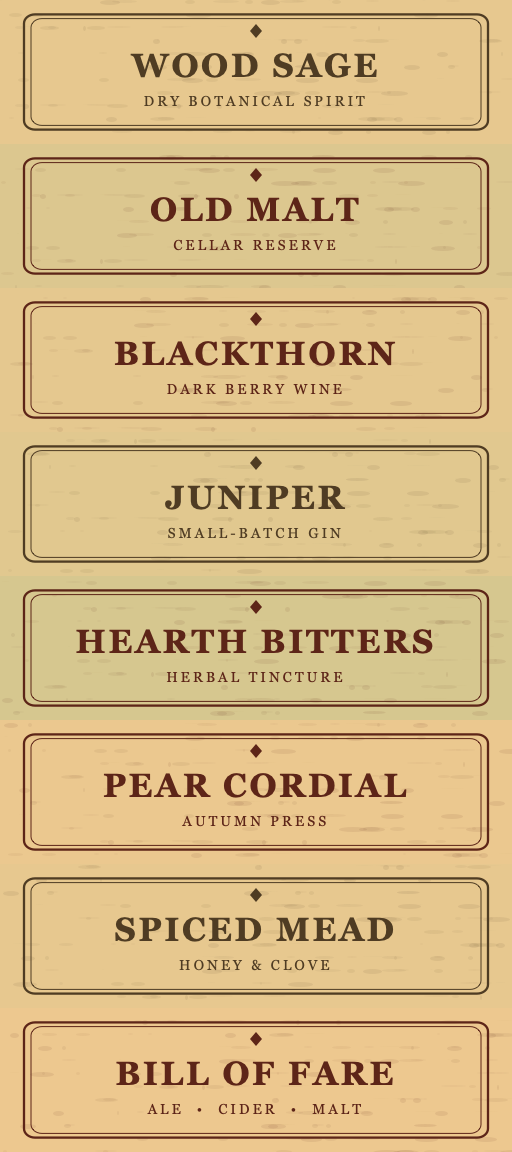 WOOD SAGE
DRY BOTANICAL SPIRIT
OLD MALT
CELLAR RESERVE
BLACKTHORN
DARK BERRY WINE
JUNIPER
SMALL-BATCH GIN
HEARTH BITTERS
HERBAL TINCTURE
PEAR CORDIAL
AUTUMN PRESS
SPICED MEAD
HONEY & CLOVE
BILL OF FARE
ALE • CIDER • MALT